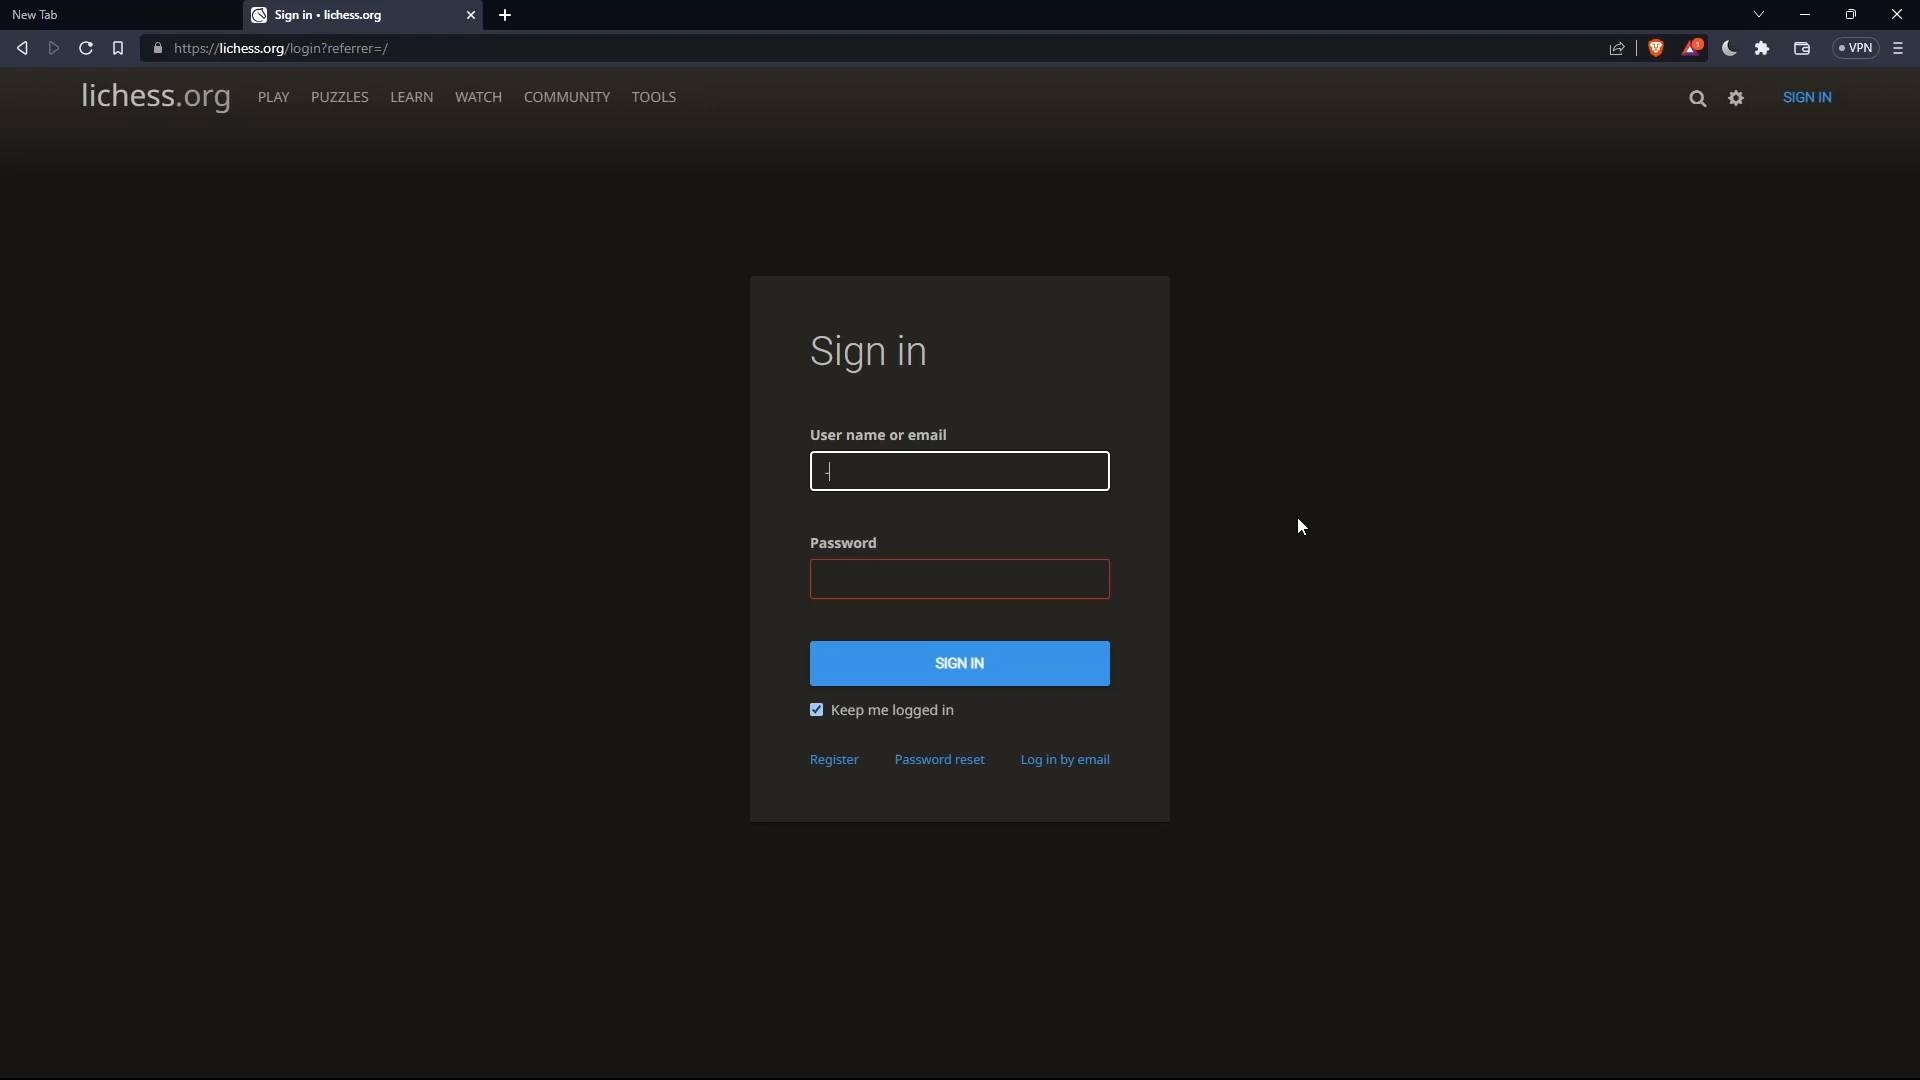 New Tab
Sign in • lichess.org
https://lichess.org/login?referrer=/
1
VPN
lichess.org
PLAY PUZZLES LEARN WATCH COMMUNITY TOOLS
SIGN IN
Sign in
User name or email
-
Password
SIGN IN
Keep me logged in
Register Password reset Log in by email